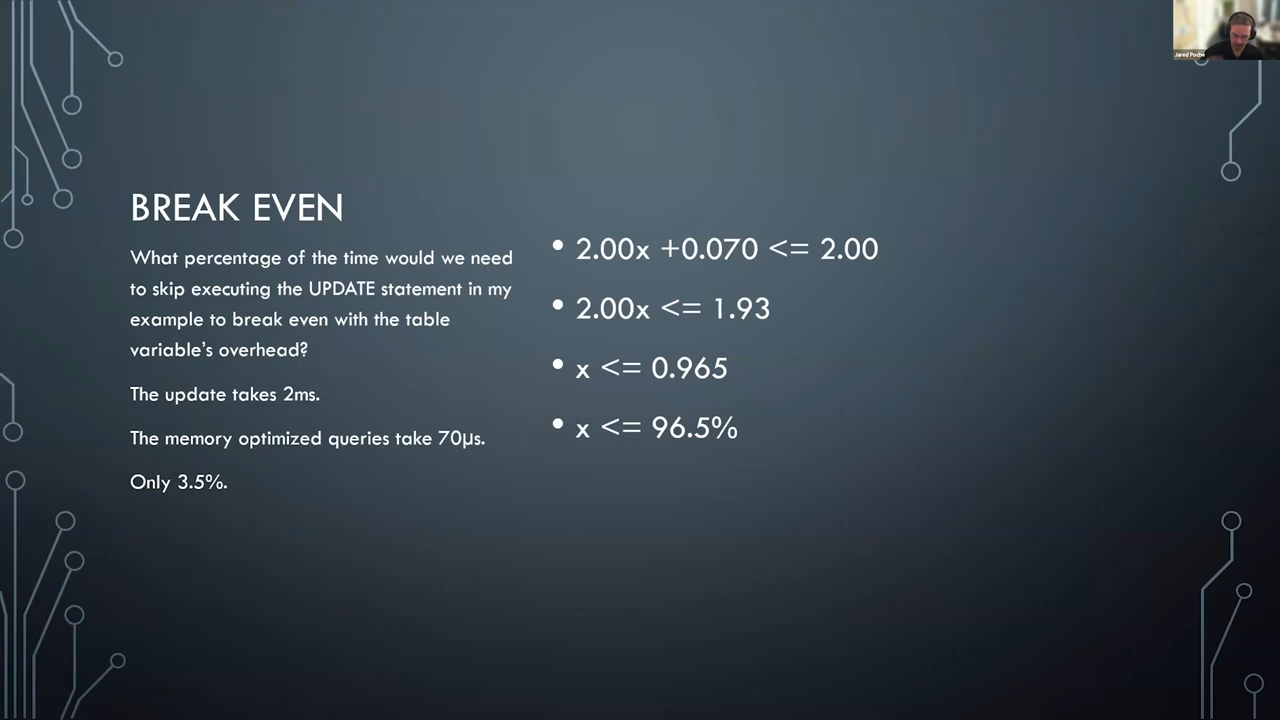 BREAK EVEN
What percentage of the time would we need
to skip executing the UPDATE statement in my
example to break even with the table
variable's overhead?
The update takes 2ms.
The memory optimized queries take 70µs.
Only 3.5%.
• 2.00x +0.070 <= 2.00
• 2.00x <= 1.93
• x <= 0.965
• x <= 96.5%
Jared Poche